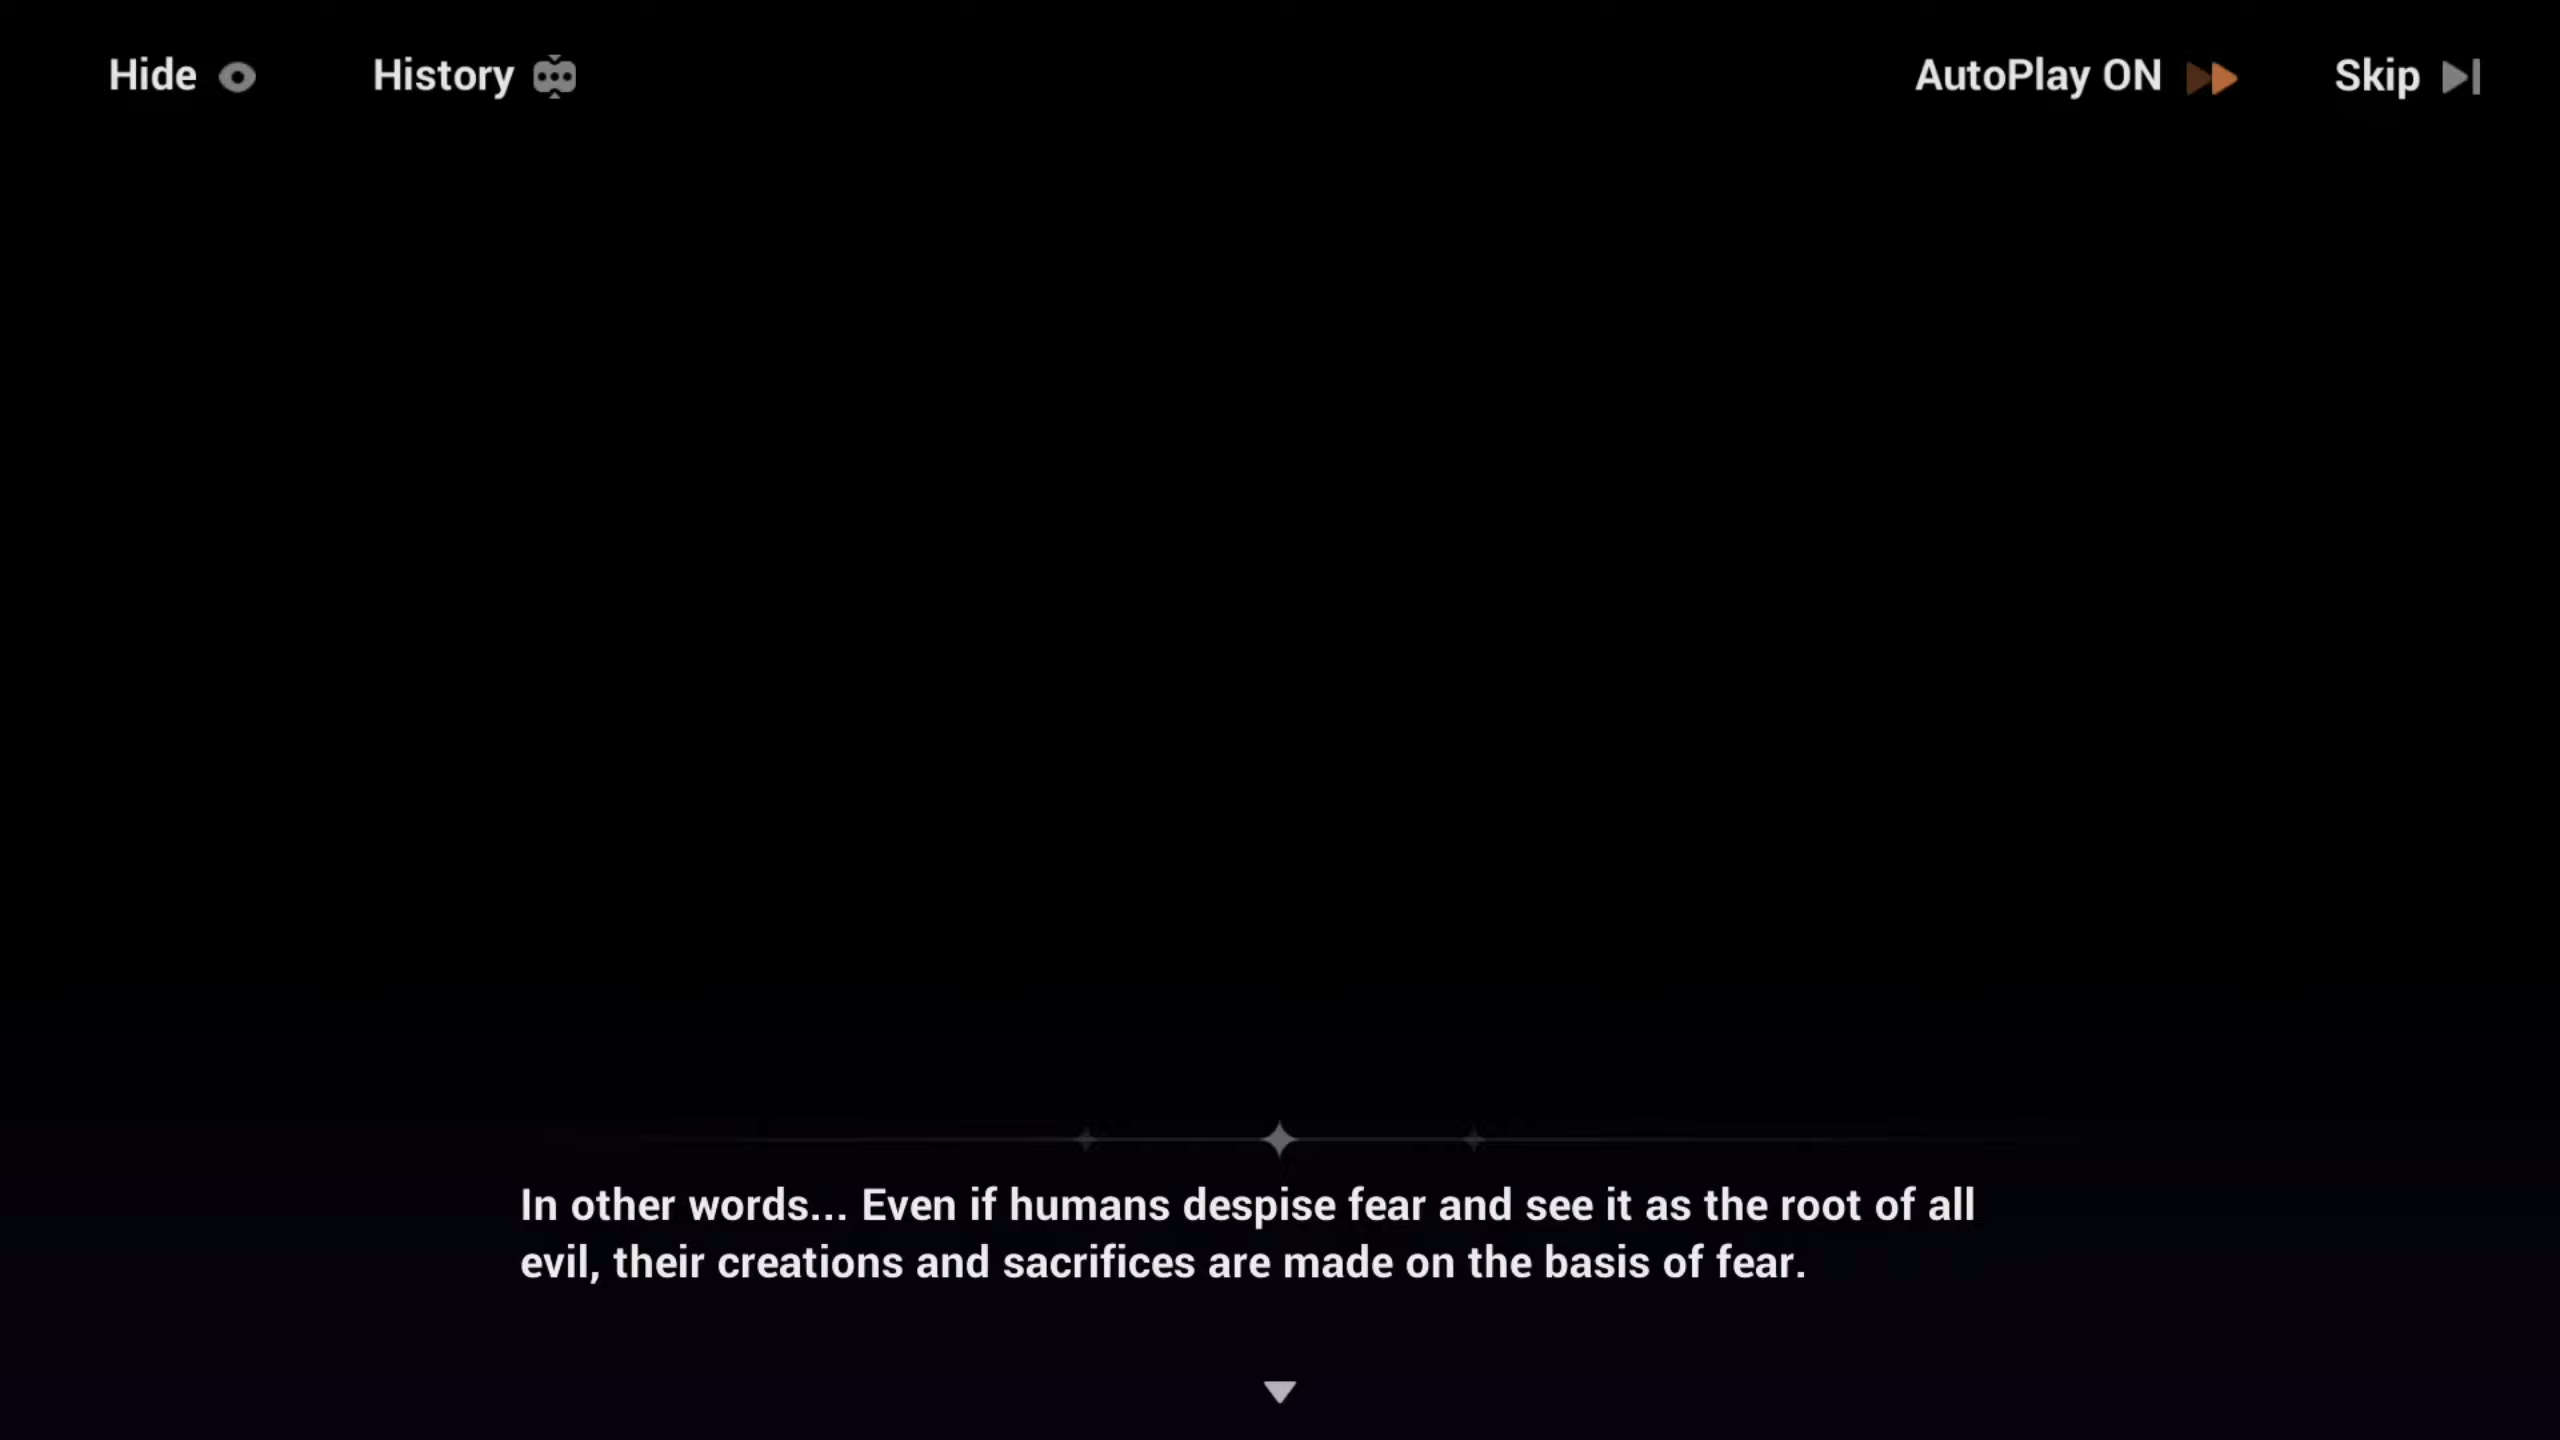 Hide
History
AutoPlay ON
Skip
In other words... Even if humans despise fear and see it as the root of all
evil, their creations and sacrifices are made on the basis of fear.